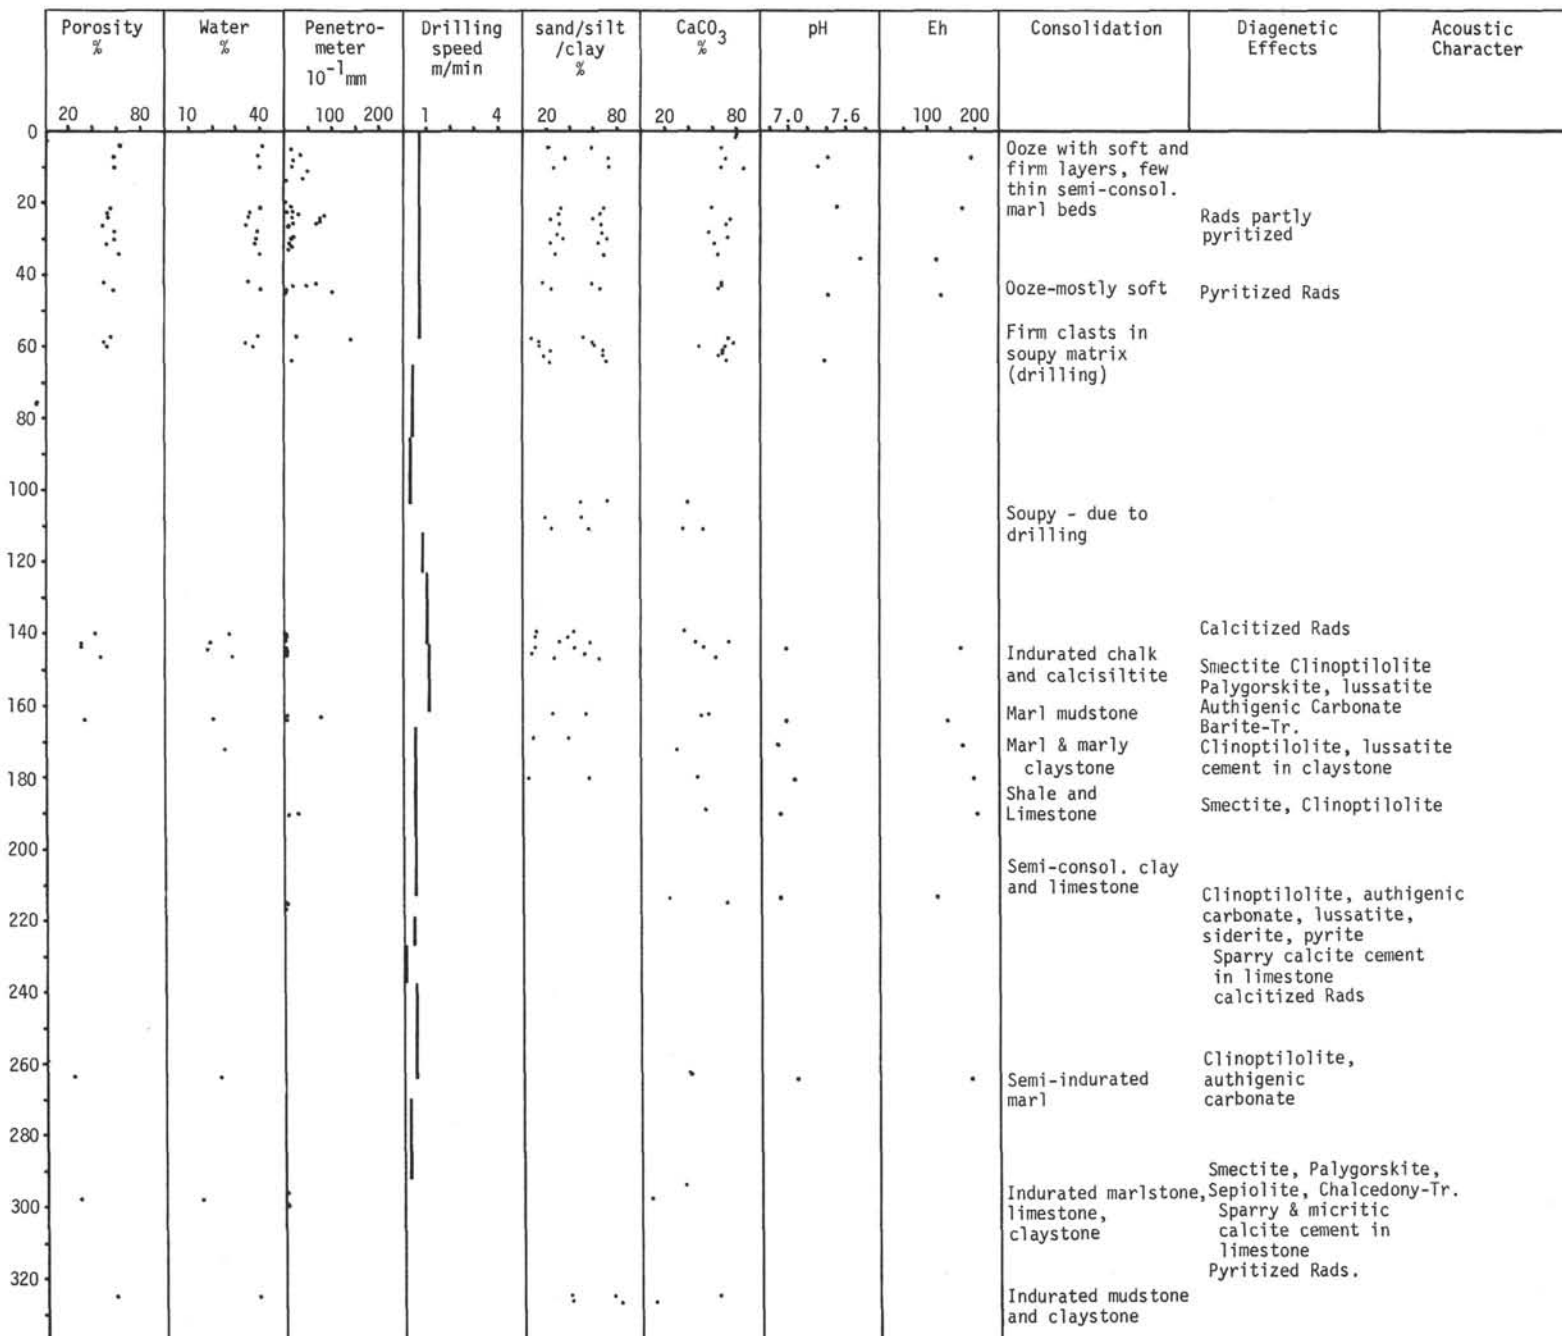 Porosity
%
Water
%
Penetro-
meter
10⁻¹mm
Drilling
speed
m/min
sand/silt
/clay
%
CaCO₃
%
pH
Eh
Consolidation
Diagenetic
Effects
Acoustic
Character
20 80
10 40
100 200
1 4
20 80
20 80
7.0 7.6
100 200
0
20
40
60
80
100
120
140
160
180
200
220
240
260
280
300
320
Ooze with soft and
firm layers, few
thin semi-consol.
marl beds
Ooze-mostly soft
Firm clasts in
soupy matrix
(drilling)
Soupy - due to
drilling
Indurated chalk
and calcisiltite
Marl mudstone
Marl & marly
claystone
Shale and
Limestone
Semi-consol. clay
and limestone
Semi-indurated
marl
Indurated marlstone,
limestone,
claystone
Indurated mudstone
and claystone
Rads partly
pyritized
Pyritized Rads
Calcitized Rads
Smectite Clinoptilolite
Palygorskite, lussatite
Authigenic Carbonate
Barite-Tr.
Clinoptilolite, lussatite
cement in claystone
Smectite, Clinoptilolite
Clinoptilolite, authigenic
carbonate, lussatite,
siderite, pyrite
Sparry calcite cement
in limestone
calcitized Rads
Clinoptilolite,
authigenic
carbonate
Smectite, Palygorskite,
Sepiolite, Chalcedony-Tr.
Sparry & micritic
calcite cement in
limestone
Pyritized Rads.